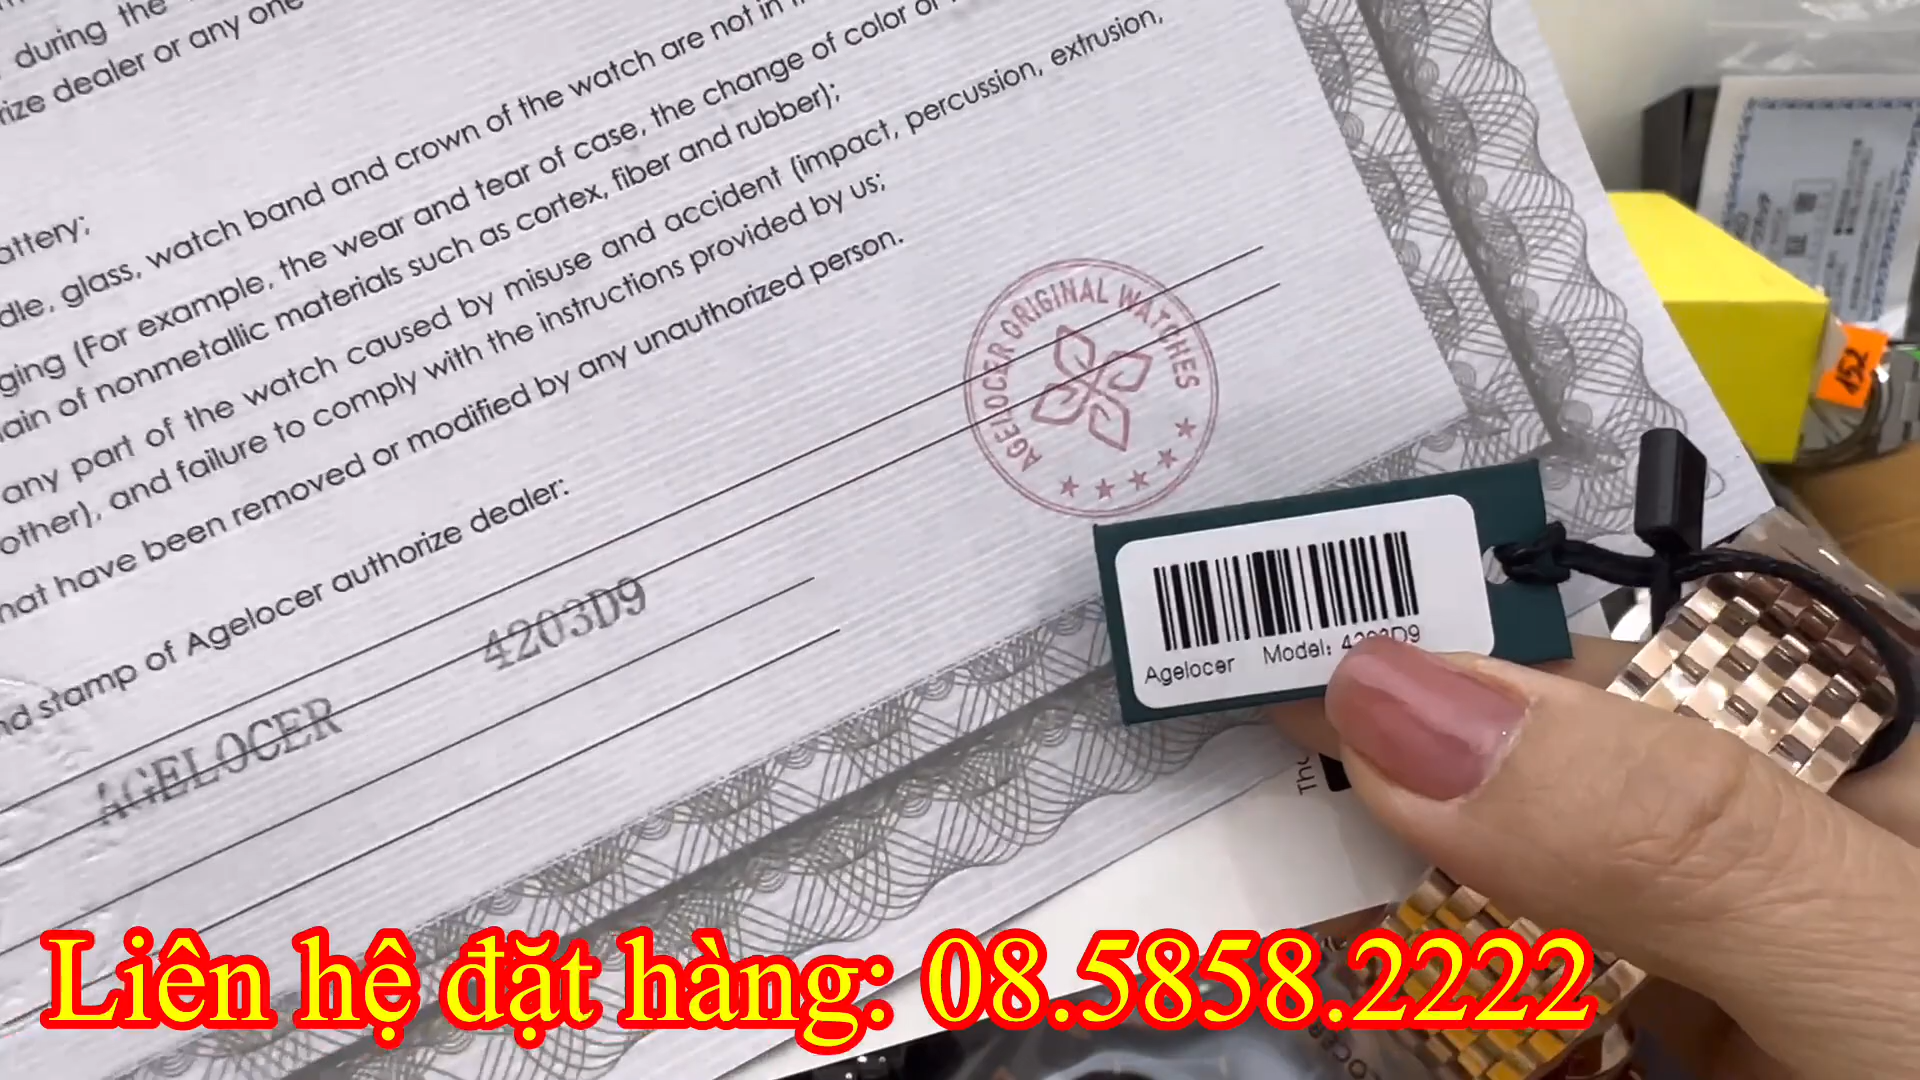 during the
rize dealer or any one
attery;
dle, glass, watch band and crown of the watch are not in
ging (For example, the wear and tear of case, the change of color or
ain of nonmetallic materials such as cortex, fiber and rubber);
any part of the watch caused by misuse and accident (impact, percussion, extrusion,
other), and failure to comply with the instructions provided by us;
hat have been removed or modified by any unauthorized person.
nd stamp of Agelocer authorize dealer:
AGELOCER 4203D9
AGELOCER ORIGINAL WATCHES
Agelocer Model: 4203D9
152
Liên hệ đặt hàng: 08.5858.2222